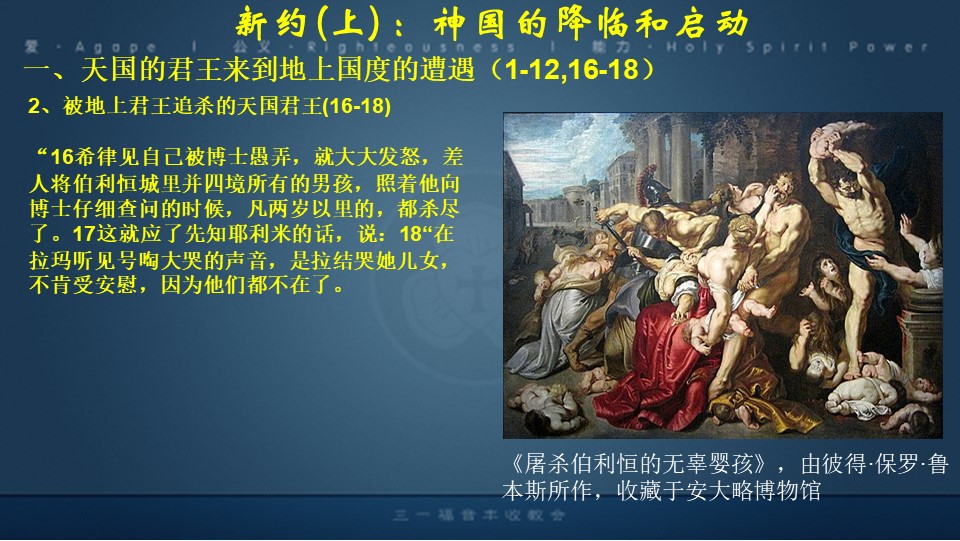 新约(上)：神国的降临和启动
爱·Agape | 公义·Righteousness | 能力·Holy Spirit Power
一、天国的君王来到地上国度的遭遇（1-12,16-18）
2、被地上君王追杀的天国君王(16-18)
“16希律见自己被博士愚弄，就大大发怒，差
人将伯利恒城里并四境所有的男孩，照着他向
博士仔细查问的时候，凡两岁以里的，都杀尽
了。17这就应了先知耶利米的话，说：18“在
拉玛听见号啕大哭的声音，是拉结哭她儿女，
不肯受安慰，因为他们都不在了。
《屠杀伯利恒的无辜婴孩》，由彼得·保罗·鲁
本斯所作，收藏于安大略博物馆
三一福音丰收教会